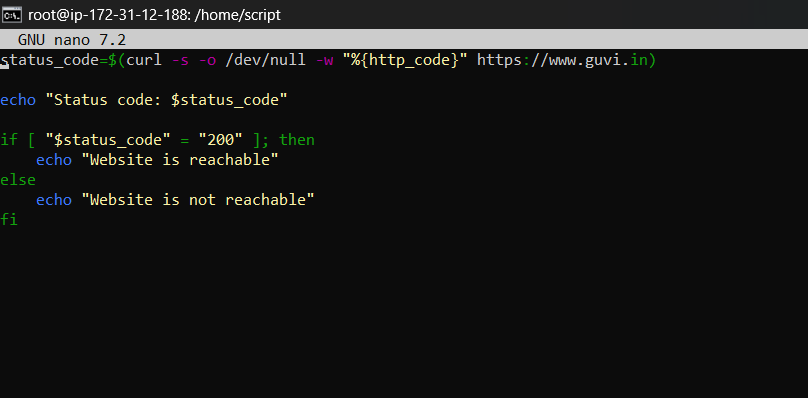 root@ip-172-31-12-188: /home/script
GNU nano 7.2
status_code=$(curl -s -o /dev/null -w "%{http_code}" https://www.guvi.in)
echo "Status code: $status_code"
if [ "$status_code" = "200" ]; then
    echo "Website is reachable"
else
    echo "Website is not reachable"
fi